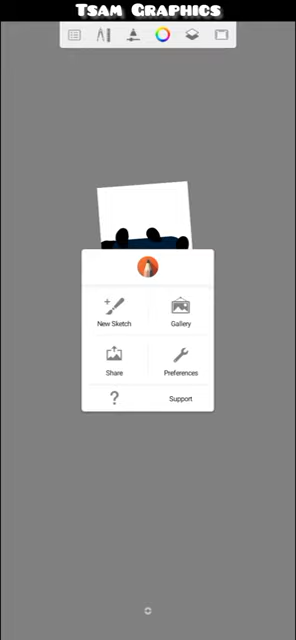 Tsam Graphics
New Sketch
Gallery
Share
Preferences
?
Support